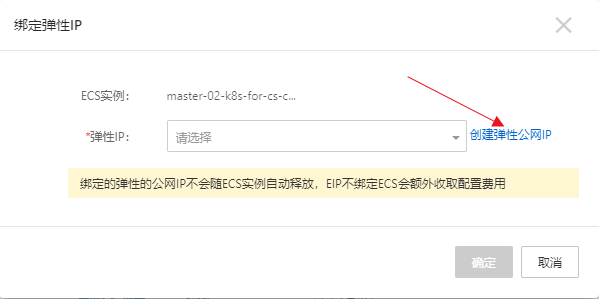 绑定弹性IP
ECS实例： master-02-k8s-for-cs-c...
*弹性IP： 请选择 创建弹性公网IP
绑定的弹性的公网IP不会随ECS实例自动释放，EIP不绑定ECS会额外收取配置费用
确定 取消